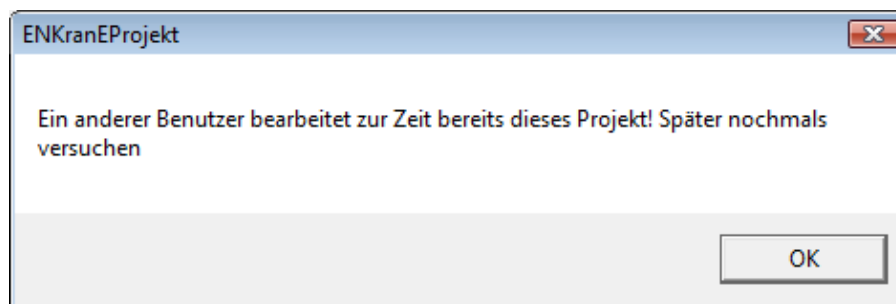 ENKranEProjekt
Ein anderer Benutzer bearbeitet zur Zeit bereits dieses Projekt! Später nochmals
versuchen
OK